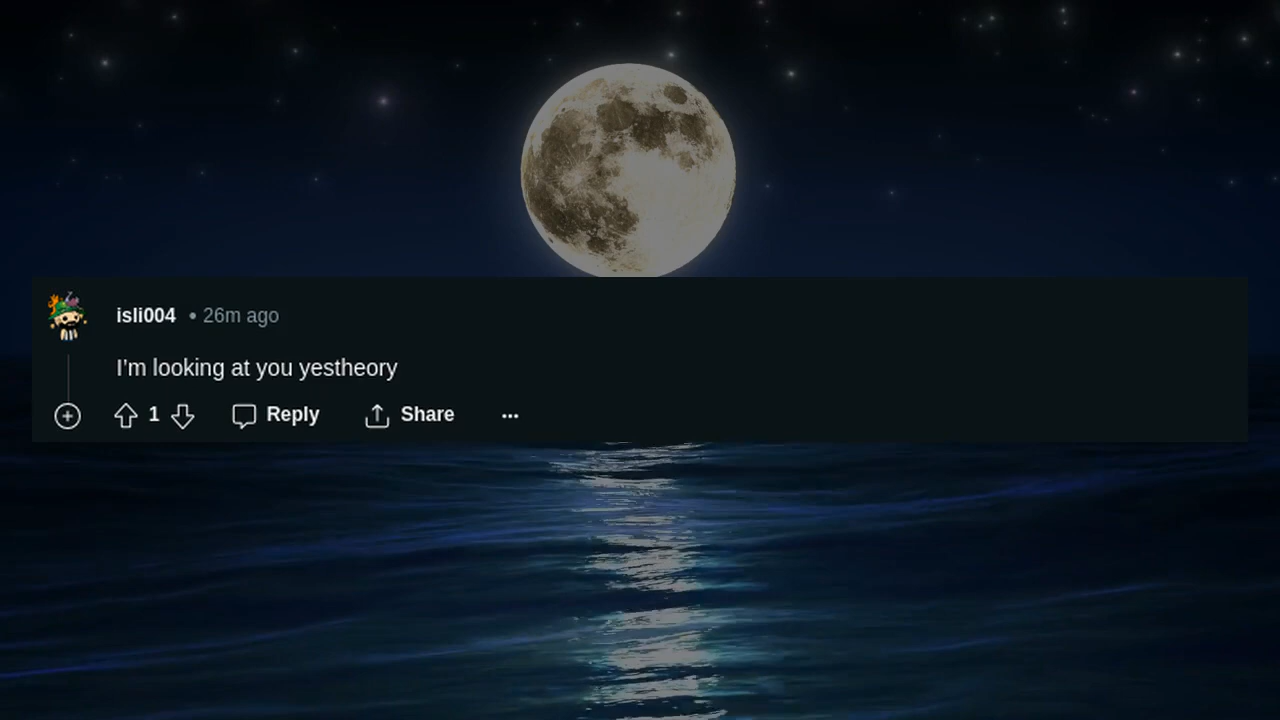 isli004 • 26m ago
I'm looking at you yestheory
1 Reply Share ...